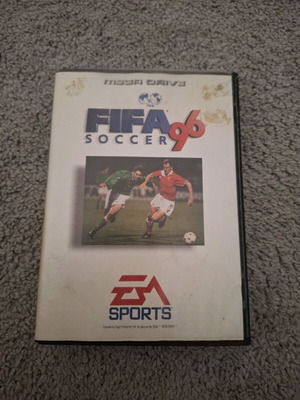 MEGA DRIVE
FIFA
SOCCER 96
EA
SPORTS